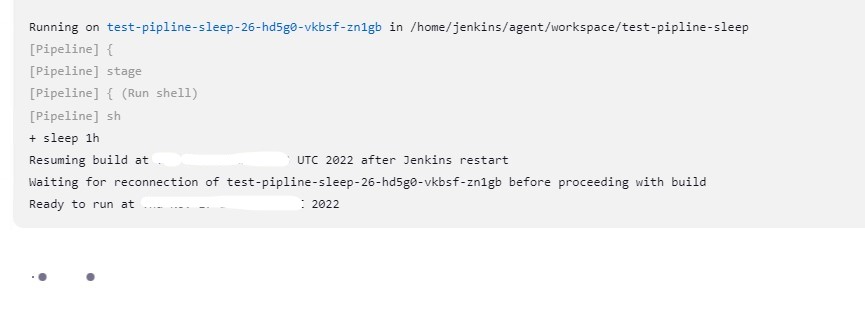 Running on test-pipline-sleep-26-hd5g0-vkbsf-zn1gb in /home/jenkins/agent/workspace/test-pipline-sleep
[Pipeline] {
[Pipeline] stage
[Pipeline] { (Run shell)
[Pipeline] sh
+ sleep 1h
Resuming build at UTC 2022 after Jenkins restart
Waiting for reconnection of test-pipline-sleep-26-hd5g0-vkbsf-zn1gb before proceeding with build
Ready to run at 2022